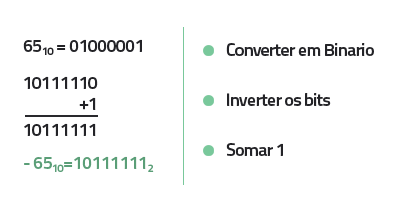 65₁₀ = 01000001
10111110
+1
10111111
- 65₁₀=10111111₂
Converter em Binario
Inverter os bits
Somar 1